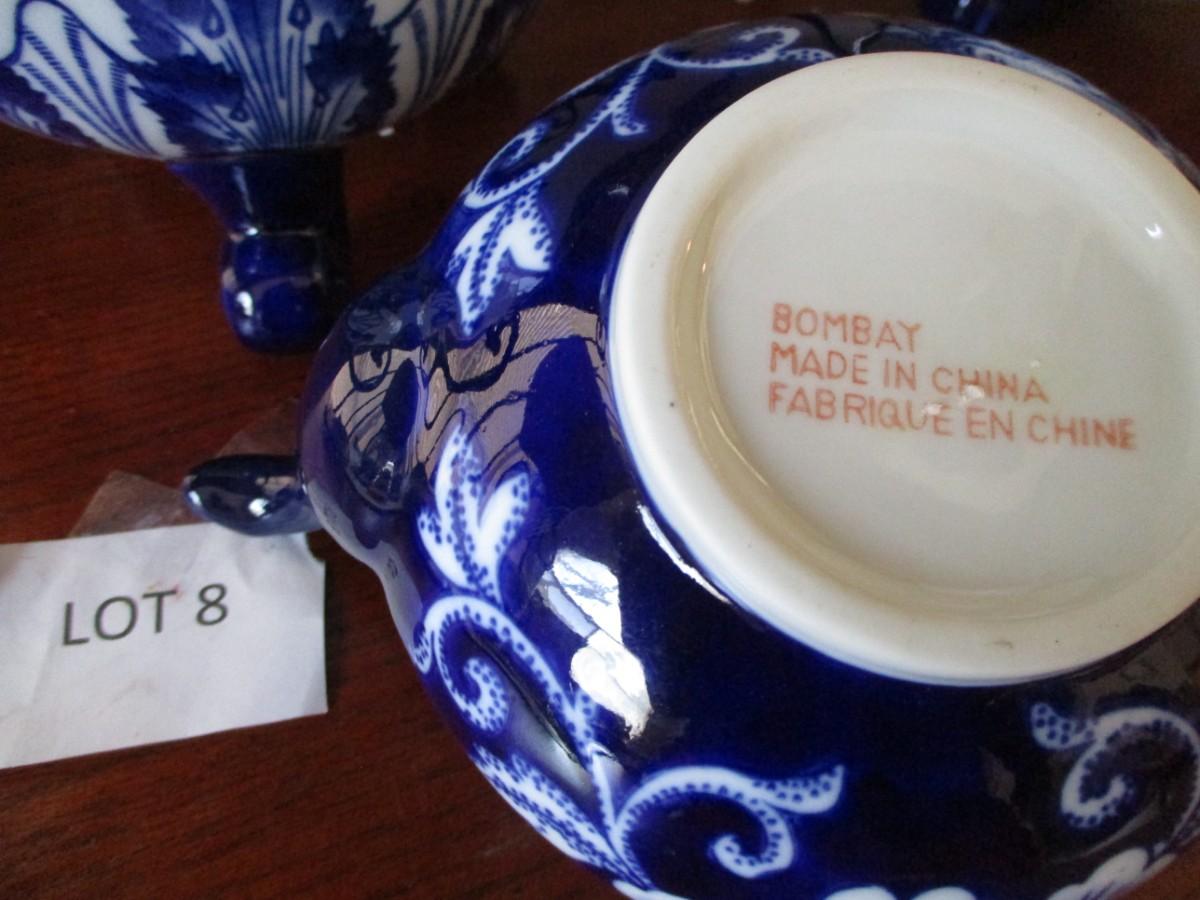 BOMBAY
MADE IN CHINA
FABRIQUE EN CHINE
LOT 8